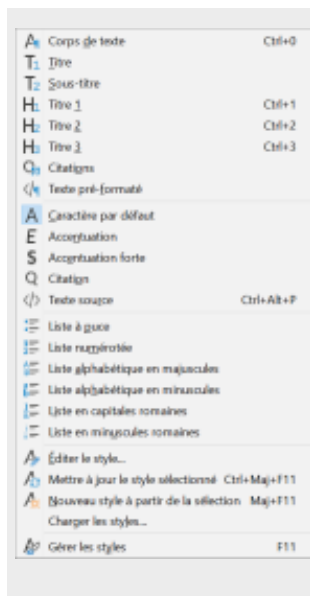 Corps de texte Ctrl+0
Titre
Sous-titre
Titre 1 Ctrl+1
Titre 2 Ctrl+2
Titre 3 Ctrl+3
Citations
Texte pré-formaté
Caractère par défaut
Accentuation
Accentuation forte
Citation
Texte source Ctrl+Alt+P
Liste à puce
Liste numérotée
Liste alphabétique en majuscules
Liste alphabétique en minuscules
Liste en capitales romaines
Liste en minuscules romaines
Éditer le style...
Mettre à jour le style sélectionné Ctrl+Maj+F11
Nouveau style à partir de la sélection Maj+F11
Charger les styles...
Gérer les styles F11